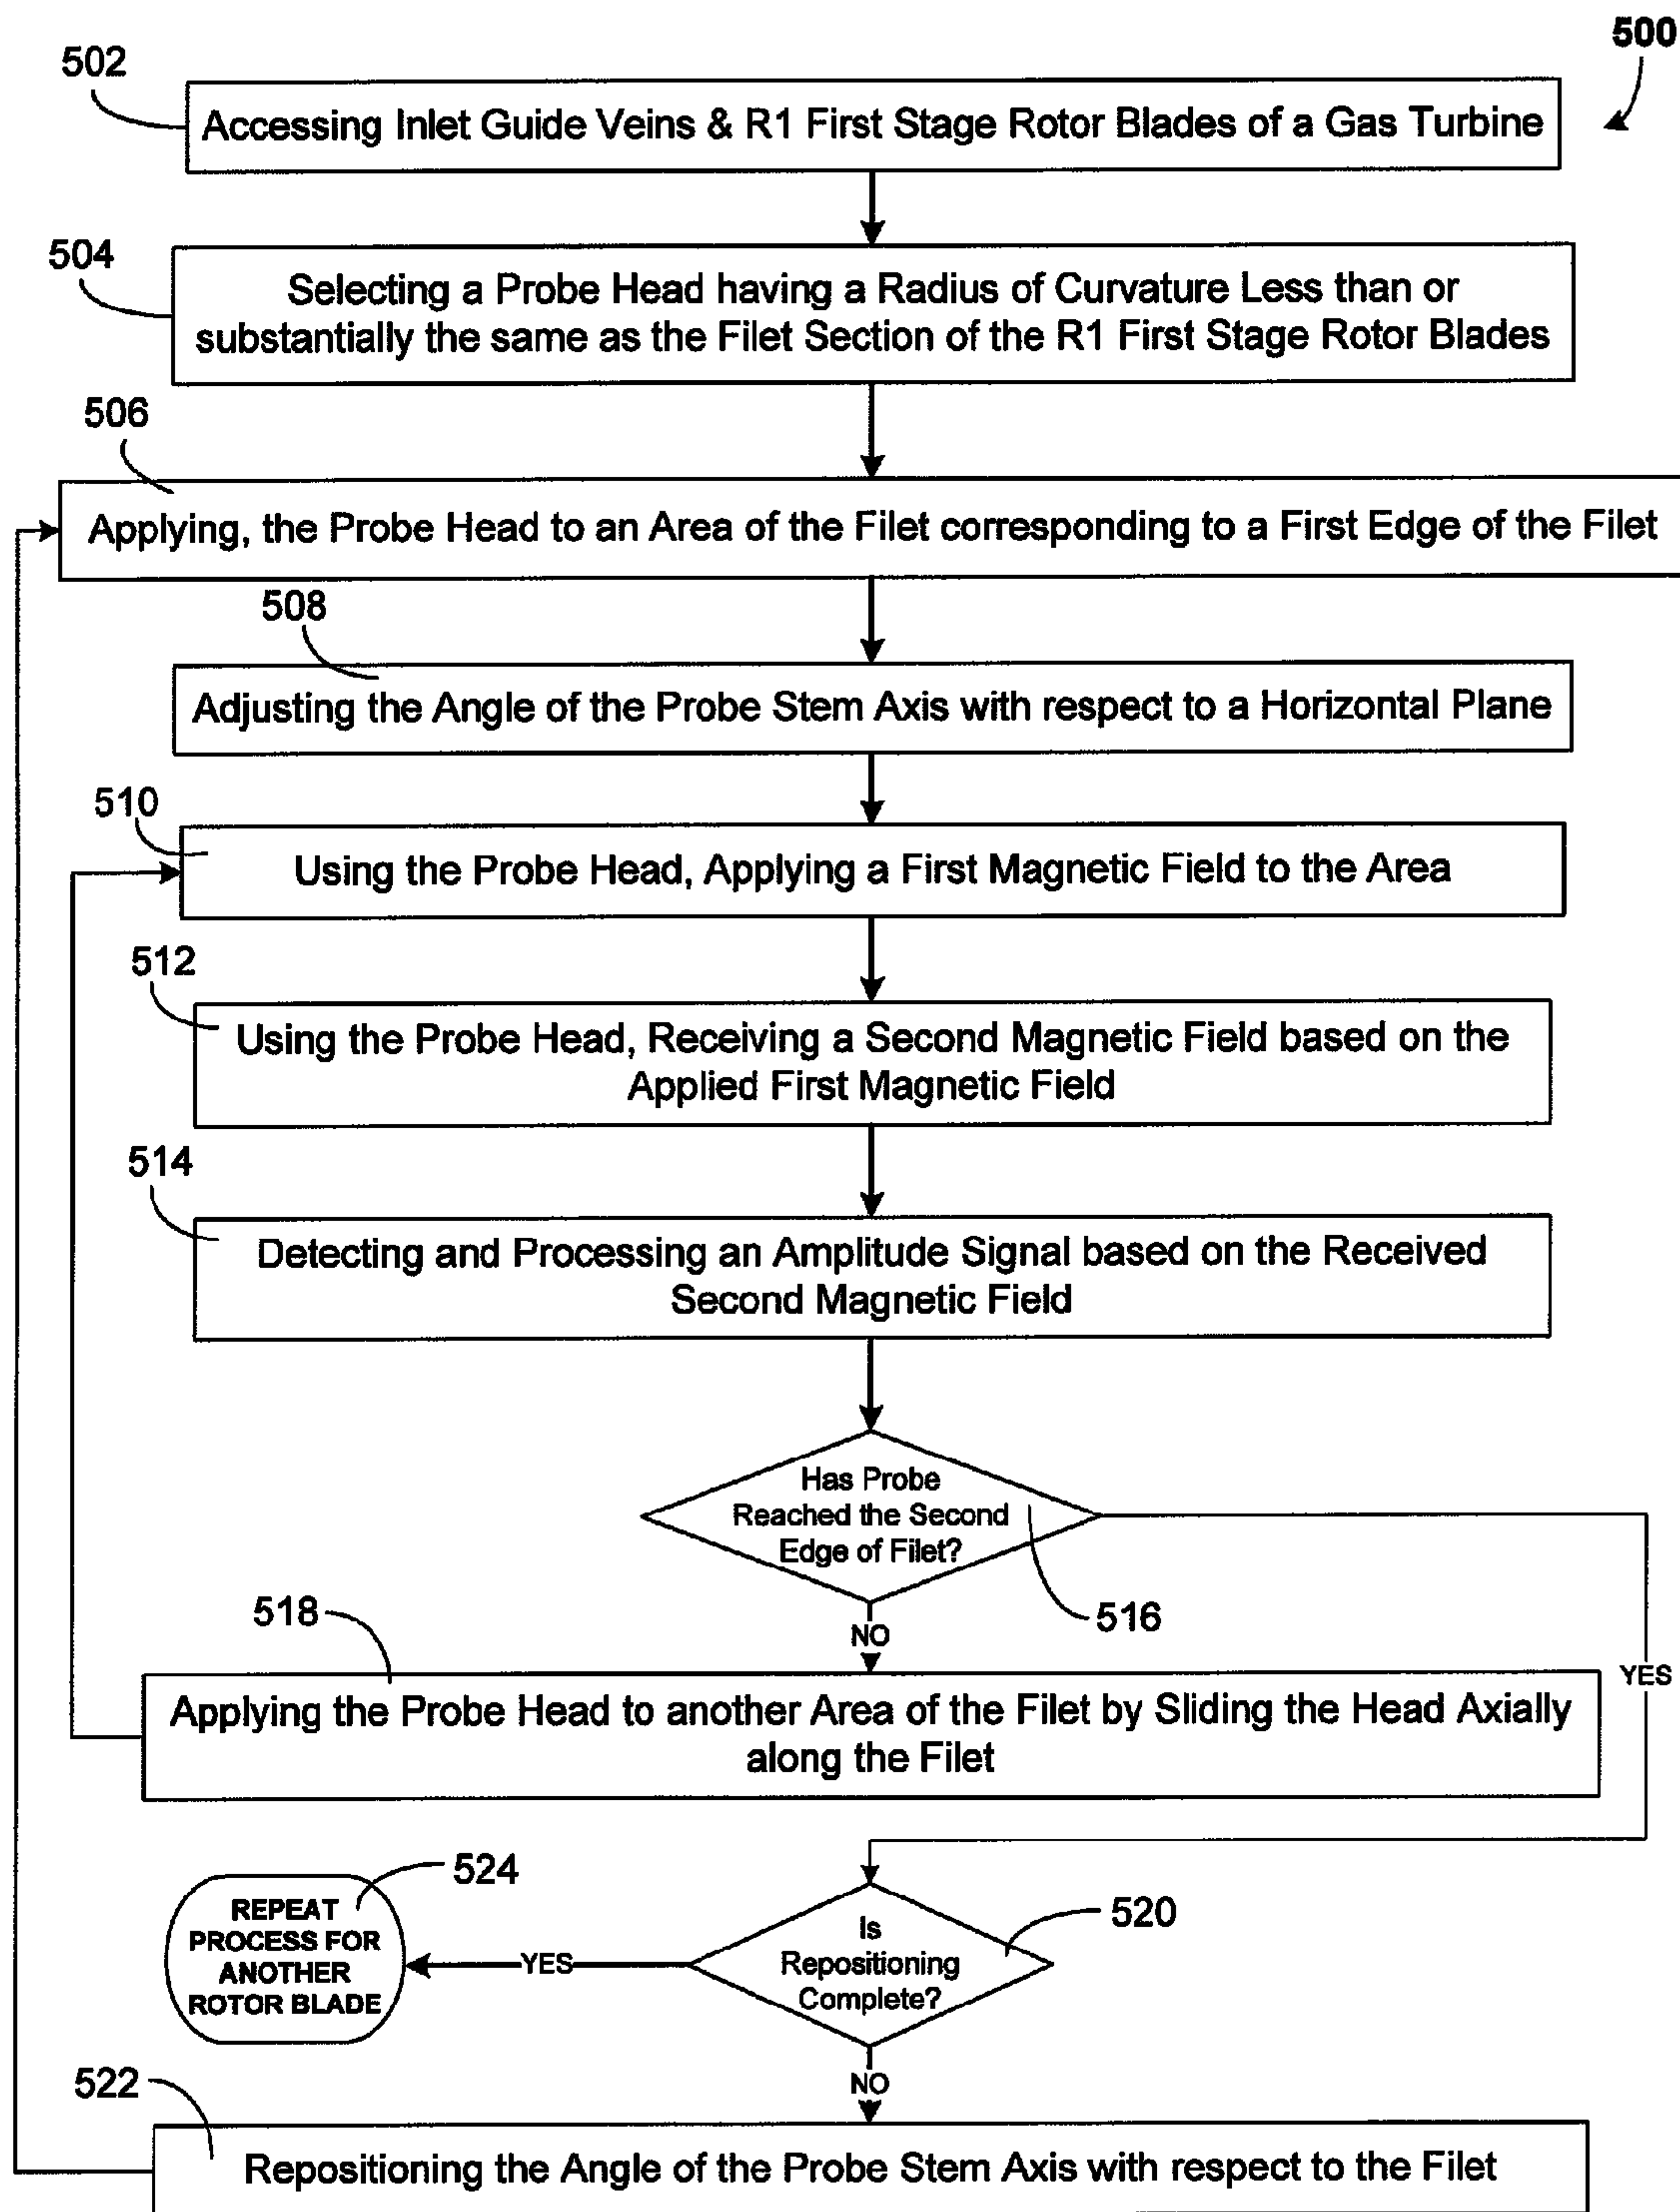 500
502
Accessing Inlet Guide Veins & R1 First Stage Rotor Blades of a Gas Turbine
504
Selecting a Probe Head having a Radius of Curvature Less than or
substantially the same as the Filet Section of the R1 First Stage Rotor Blades
506
Applying, the Probe Head to an Area of the Filet corresponding to a First Edge of the Filet
508
Adjusting the Angle of the Probe Stem Axis with respect to a Horizontal Plane
510
Using the Probe Head, Applying a First Magnetic Field to the Area
512
Using the Probe Head, Receiving a Second Magnetic Field based on the
Applied First Magnetic Field
514
Detecting and Processing an Amplitude Signal based on the Received
Second Magnetic Field
Has Probe
Reached the Second
Edge of Filet?
516
NO
YES
518
Applying the Probe Head to another Area of the Filet by Sliding the Head Axially
along the Filet
524
REPEAT
PROCESS FOR
ANOTHER
ROTOR BLADE
YES
Is
Repositioning
Complete?
520
NO
522
Repositioning the Angle of the Probe Stem Axis with respect to the Filet